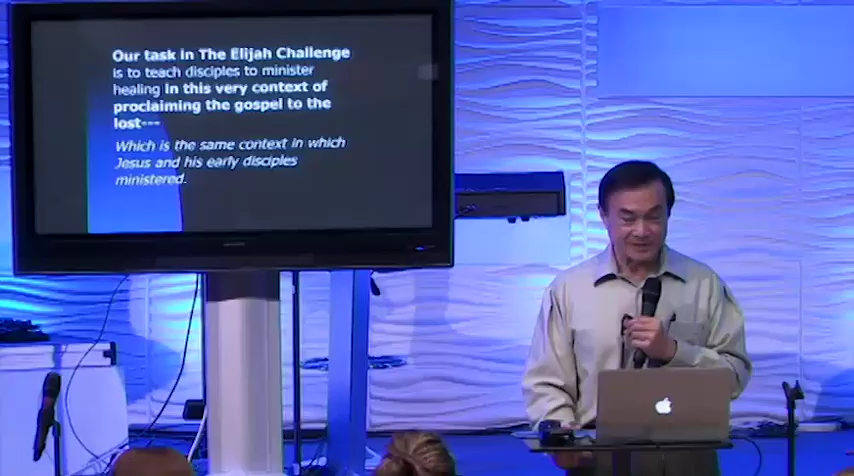 Our task in The Elijah Challenge
is to teach disciples to minister
healing in this very context of
proclaiming the gospel to the
lost---
Which is the same context in which
Jesus and his early disciples
ministered.